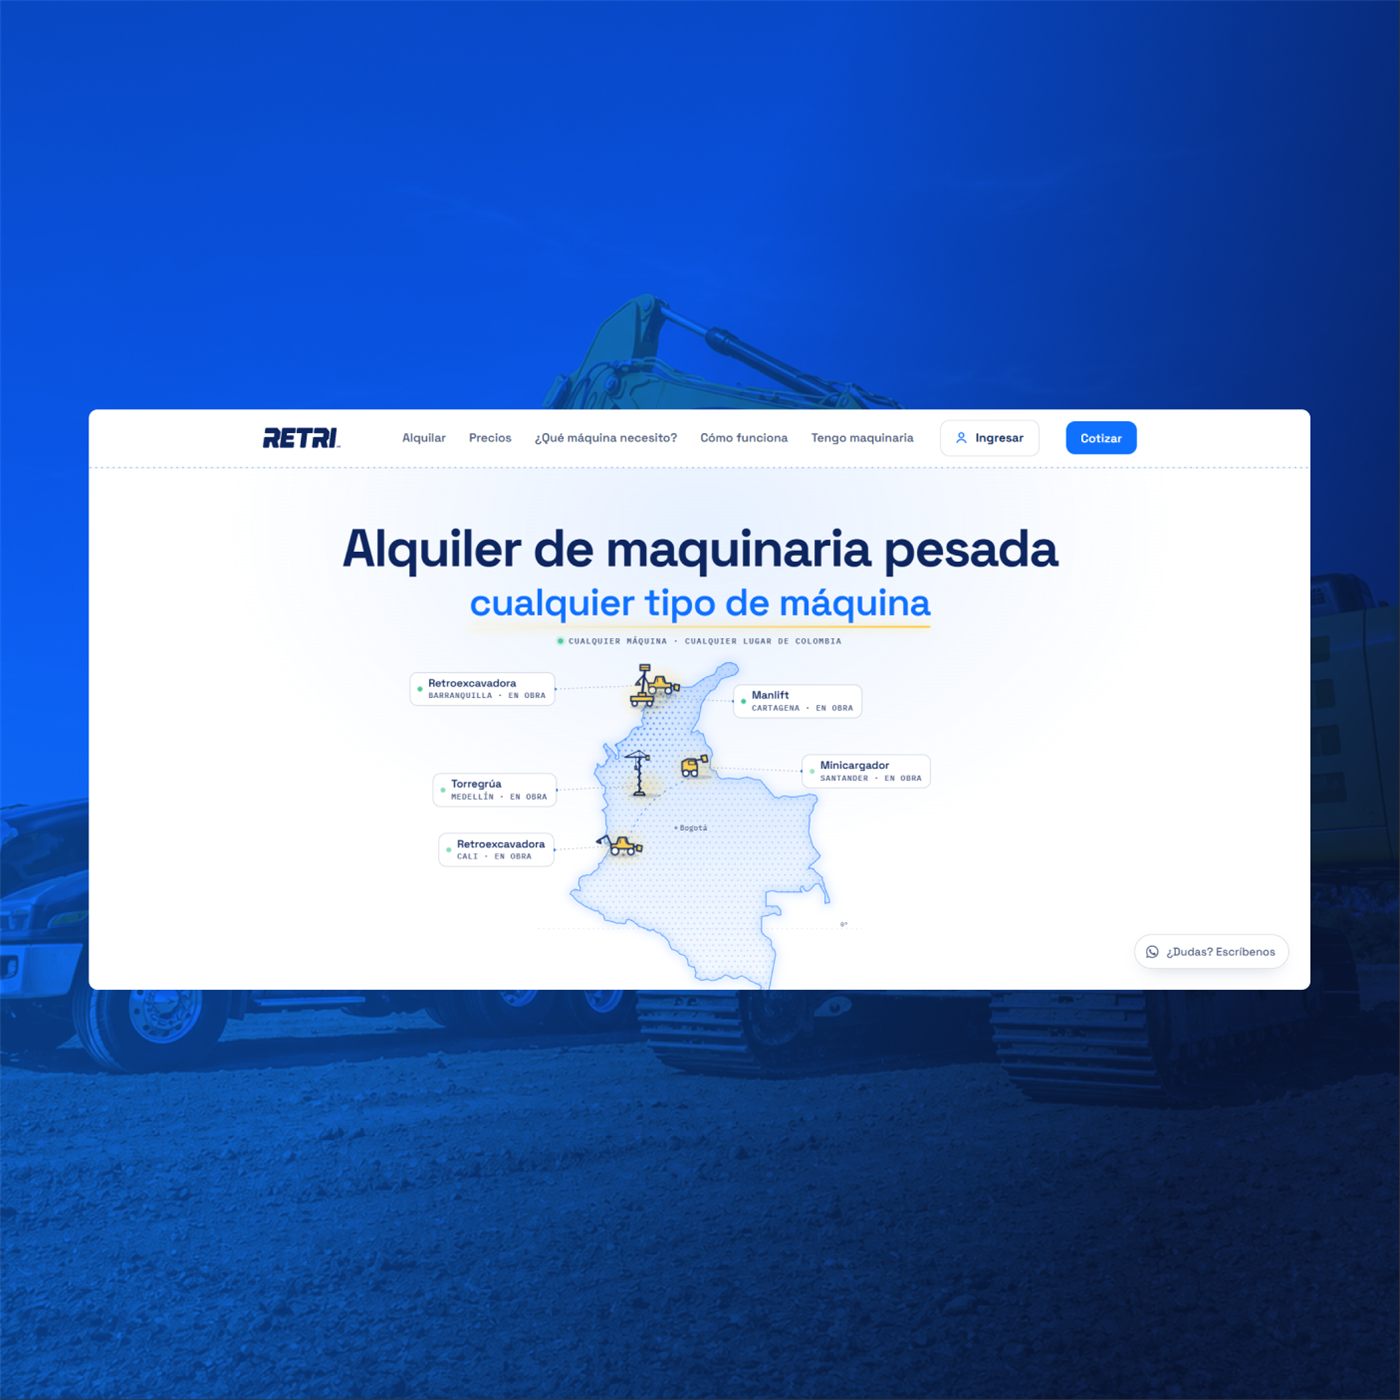 RETRI
Alquilar
Precios
¿Qué máquina necesito?
Cómo funciona
Tengo maquinaria
Ingresar
Cotizar
Alquiler de maquinaria pesada
cualquier tipo de máquina
CUALQUIER MÁQUINA · CUALQUIER LUGAR DE COLOMBIA
Retroexcavadora
BARRANQUILLA · EN OBRA
Manlift
CARTAGENA · EN OBRA
Minicargador
SANTANDER · EN OBRA
Torregrúa
MEDELLÍN · EN OBRA
Bogotá
Retroexcavadora
CALI · EN OBRA
0°
¿Dudas? Escríbenos